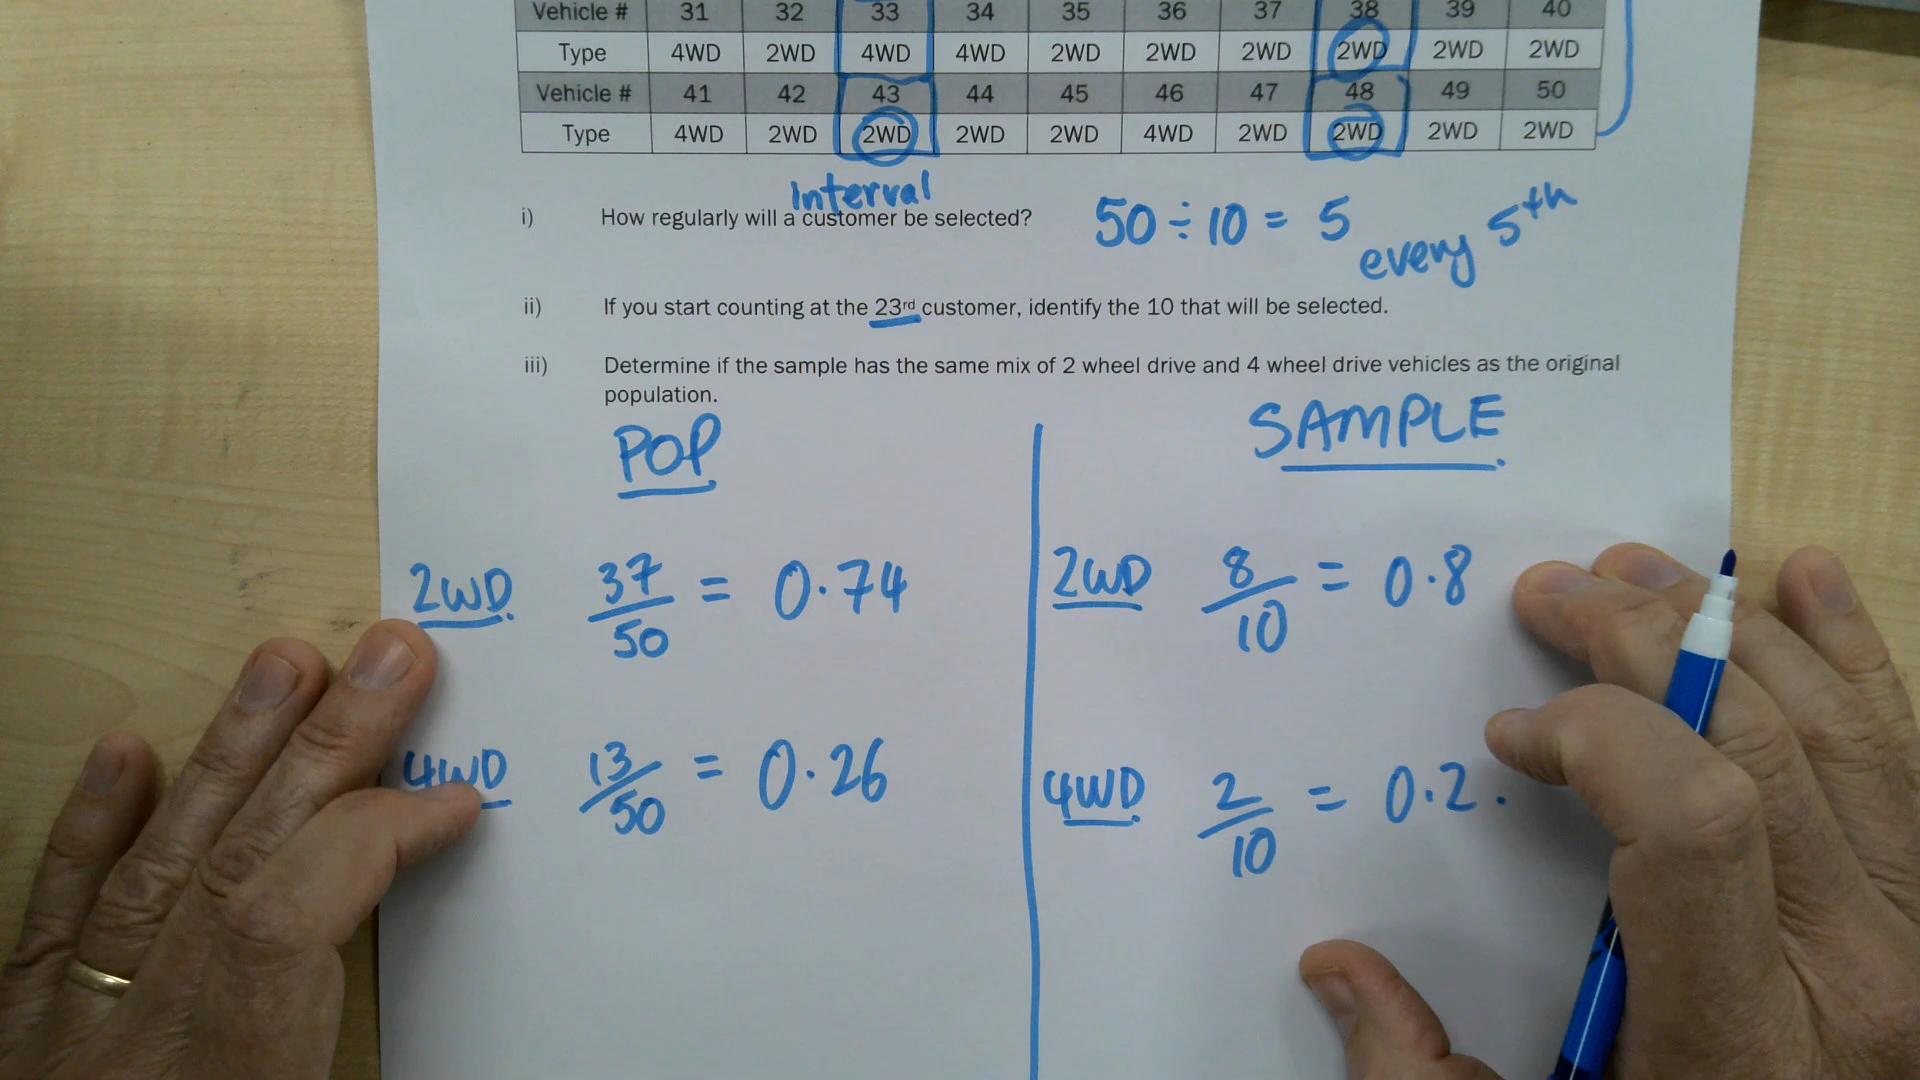 Vehicle # 31 32 33 34 35 36 37 38 39 40
Type 4WD 2WD 4WD 4WD 2WD 2WD 2WD 2WD 2WD 2WD
Vehicle # 41 42 43 44 45 46 47 48 49 50
Type 4WD 2WD 2WD 2WD 2WD 4WD 2WD 2WD 2WD 2WD
Interval
i) How regularly will a customer be selected?
50 ÷ 10 = 5
every 5th
ii) If you start counting at the 23rd customer, identify the 10 that will be selected.
iii) Determine if the sample has the same mix of 2 wheel drive and 4 wheel drive vehicles as the original
population.
POP
SAMPLE
2WD 37/50 = 0.74
2WD 8/10 = 0.8
4WD 13/50 = 0.26
4WD 2/10 = 0.2.